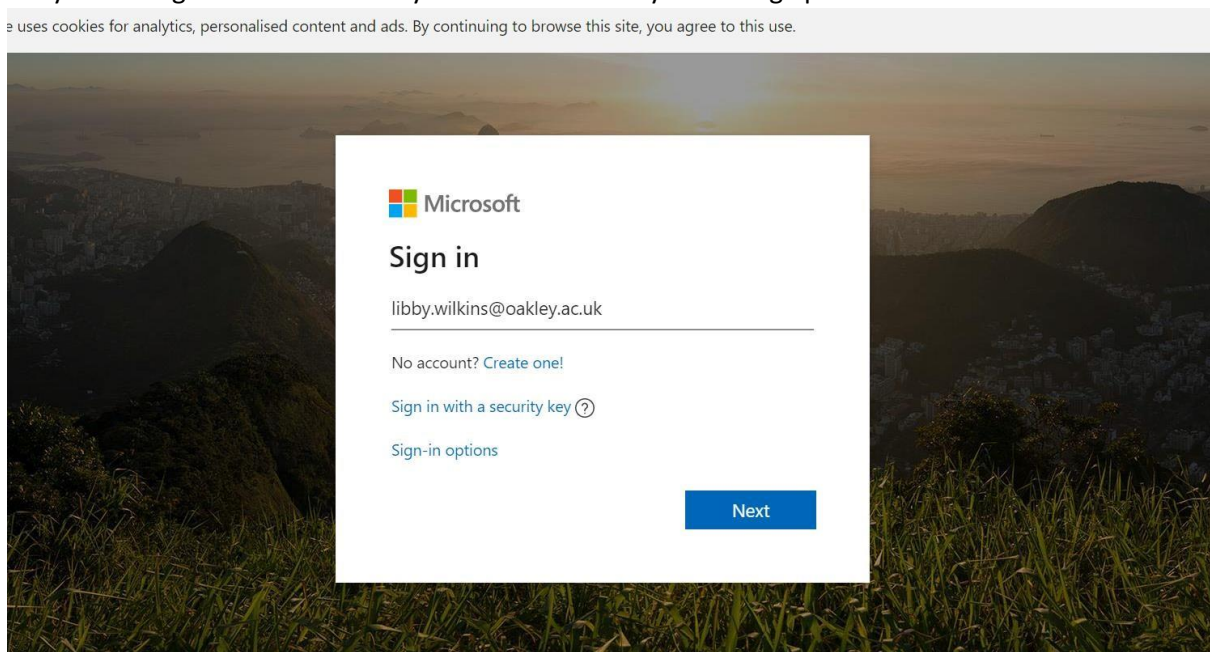 e uses cookies for analytics, personalised content and ads. By continuing to browse this site, you agree to this use.
Microsoft
Sign in
libby.wilkins@oakley.ac.uk
No account? Create one!
Sign in with a security key ?
Sign-in options
Next